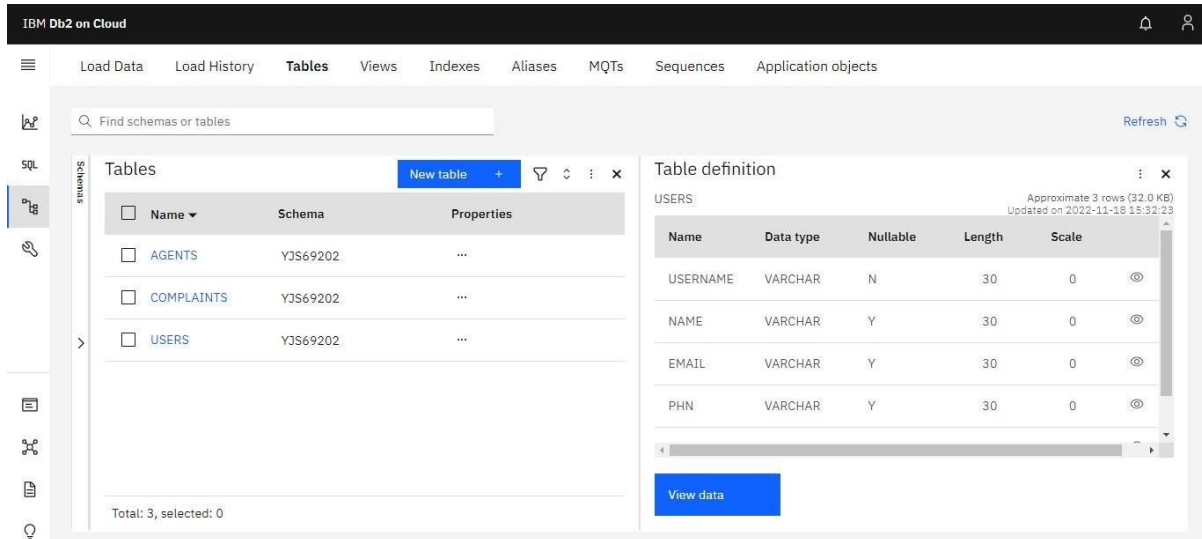 IBM Db2 on Cloud
Load Data Load History Tables Views Indexes Aliases MQTs Sequences Application objects
Find schemas or tables
Refresh
SQL
Schemas
Tables
New table +
Name Schema Properties
AGENTS YJS69202 ...
COMPLAINTS YJS69202 ...
USERS YJS69202 ...
Total: 3, selected: 0
Table definition
USERS
Approximate 3 rows (32.0 KB)
Updated on 2022-11-18 15:32:23
Name Data type Nullable Length Scale
USERNAME VARCHAR N 30 0
NAME VARCHAR Y 30 0
EMAIL VARCHAR Y 30 0
PHN VARCHAR Y 30 0
View data